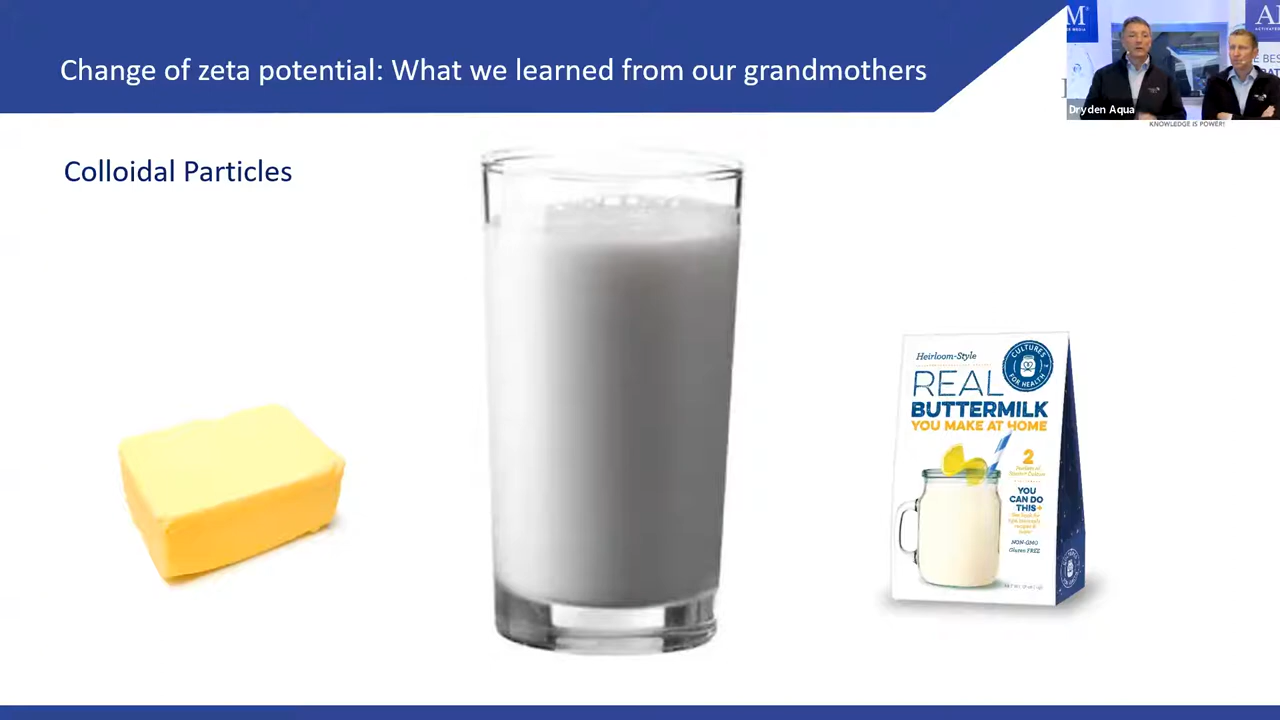 Change of zeta potential: What we learned from our grandmothers
Dryden Aqua
KNOWLEDGE IS POWER!
Colloidal Particles
Heirloom-Style
CULTURES
FOR HEALTH
REAL
BUTTERMILK
YOU MAKE AT HOME
2
YOU
CAN DO
THIS
NON-GMO
Gluten FREE